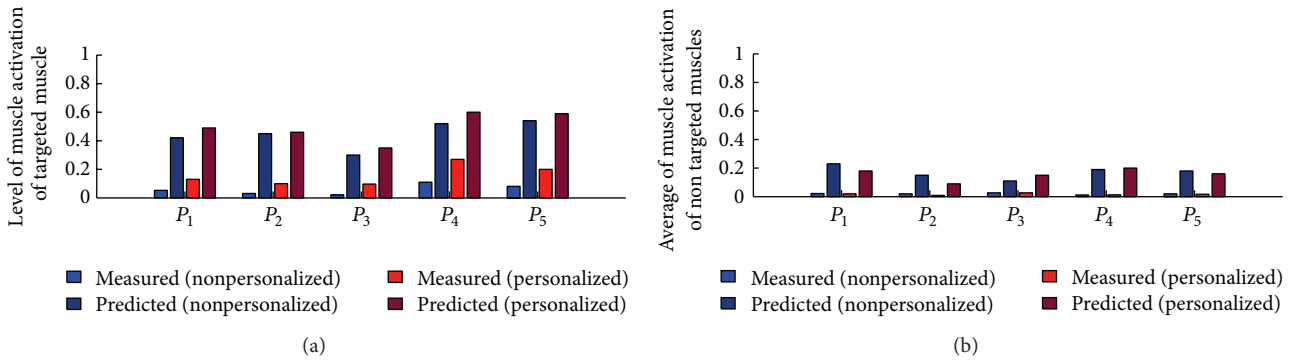 Level of muscle activation
of targeted muscle
1
0.8
0.6
0.4
0.2
0
P1 P2 P3 P4 P5
Measured (nonpersonalized)
Predicted (nonpersonalized)
Measured (personalized)
Predicted (personalized)
(a)
Average of muscle activation
of non targeted muscles
1
0.8
0.6
0.4
0.2
0
P1 P2 P3 P4 P5
Measured (nonpersonalized)
Predicted (nonpersonalized)
Measured (personalized)
Predicted (personalized)
(b)